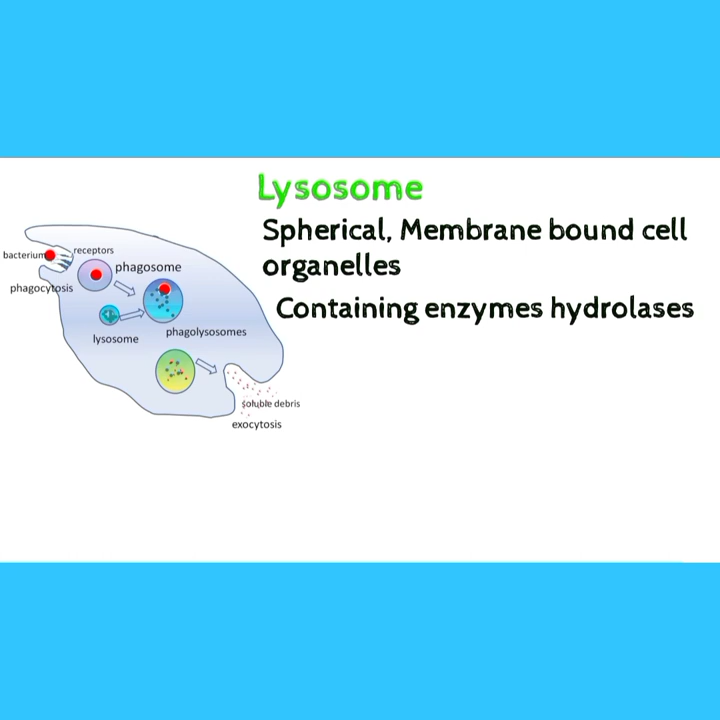 Lysosome
Spherical, Membrane bound cell
organelles
Containing enzymes hydrolases
bacterium
receptors
phagosome
phagocytosis
lysosome
phagolysosomes
soluble debris
exocytosis